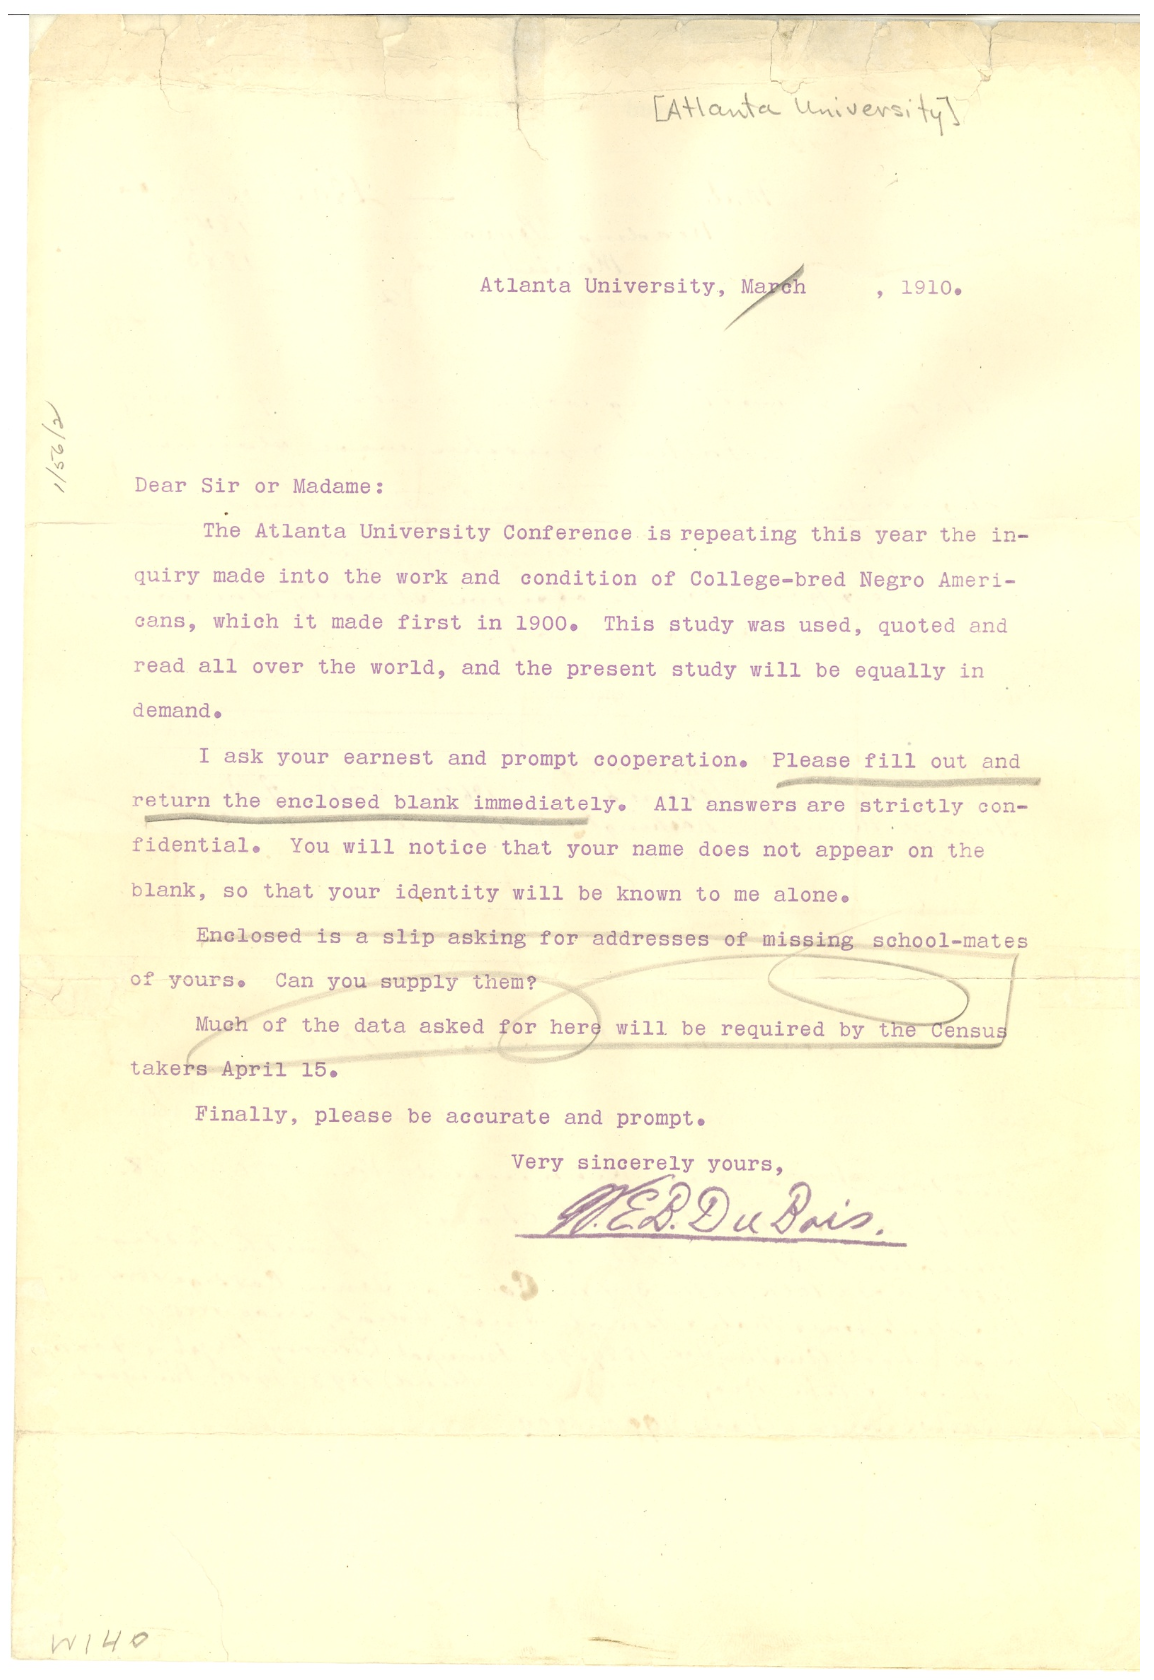 [Atlanta University]
Atlanta University, March , 1910.
1/56/2
Dear Sir or Madame:
The Atlanta University Conference is repeating this year the in-
quiry made into the work and condition of College-bred Negro Ameri-
cans, which it made first in 1900. This study was used, quoted and
read all over the world, and the present study will be equally in
demand.
I ask your earnest and prompt cooperation. Please fill out and
return the enclosed blank immediately. All answers are strictly con-
fidential. You will notice that your name does not appear on the
blank, so that your identity will be known to me alone.
Enclosed is a slip asking for addresses of missing school-mates
of yours. Can you supply them?
Much of the data asked for here will be required by the Census
takers April 15.
Finally, please be accurate and prompt.
Very sincerely yours,
W.E.B. Du Bois.
W140